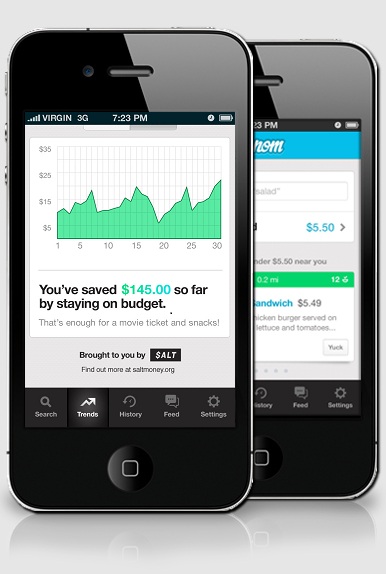 VIRGIN 3G 7:23 PM
$35
$25
$15
$5
1 5 10 15 20 25 30
You've saved $145.00 so far
by staying on budget.
That's enough for a movie ticket and snacks!
Brought to you by $ALT
Find out more at saltmoney.org
Search Trends History Feed Settings
23 PM
nom
salad"
d $5.50 >
nder $5.50 near you
0.2 mi 12
Sandwich $5.49
hicken burger served on
lettuce and tomatoes...
Yuck
History Feed Settings